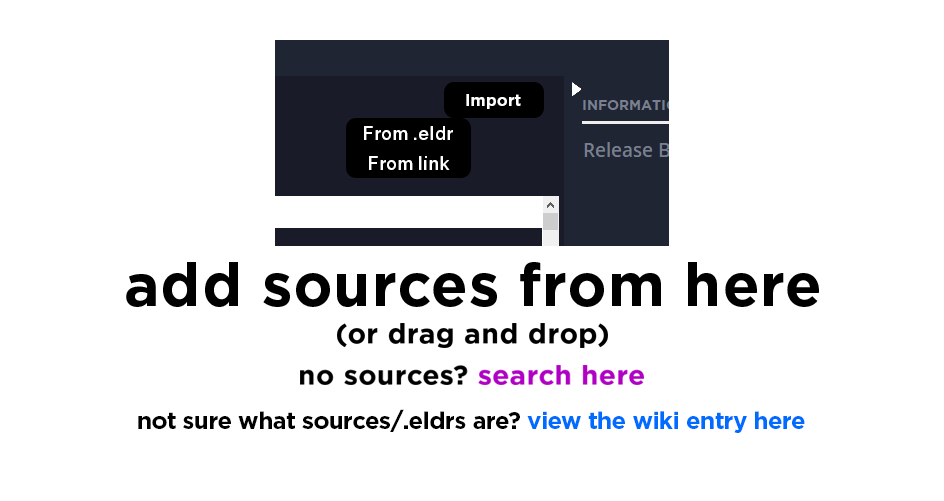 Import
INFORMATI
From .eldr
Release B
From link
add sources from here
(or drag and drop)
no sources? search here
not sure what sources/.eldrs are? view the wiki entry here